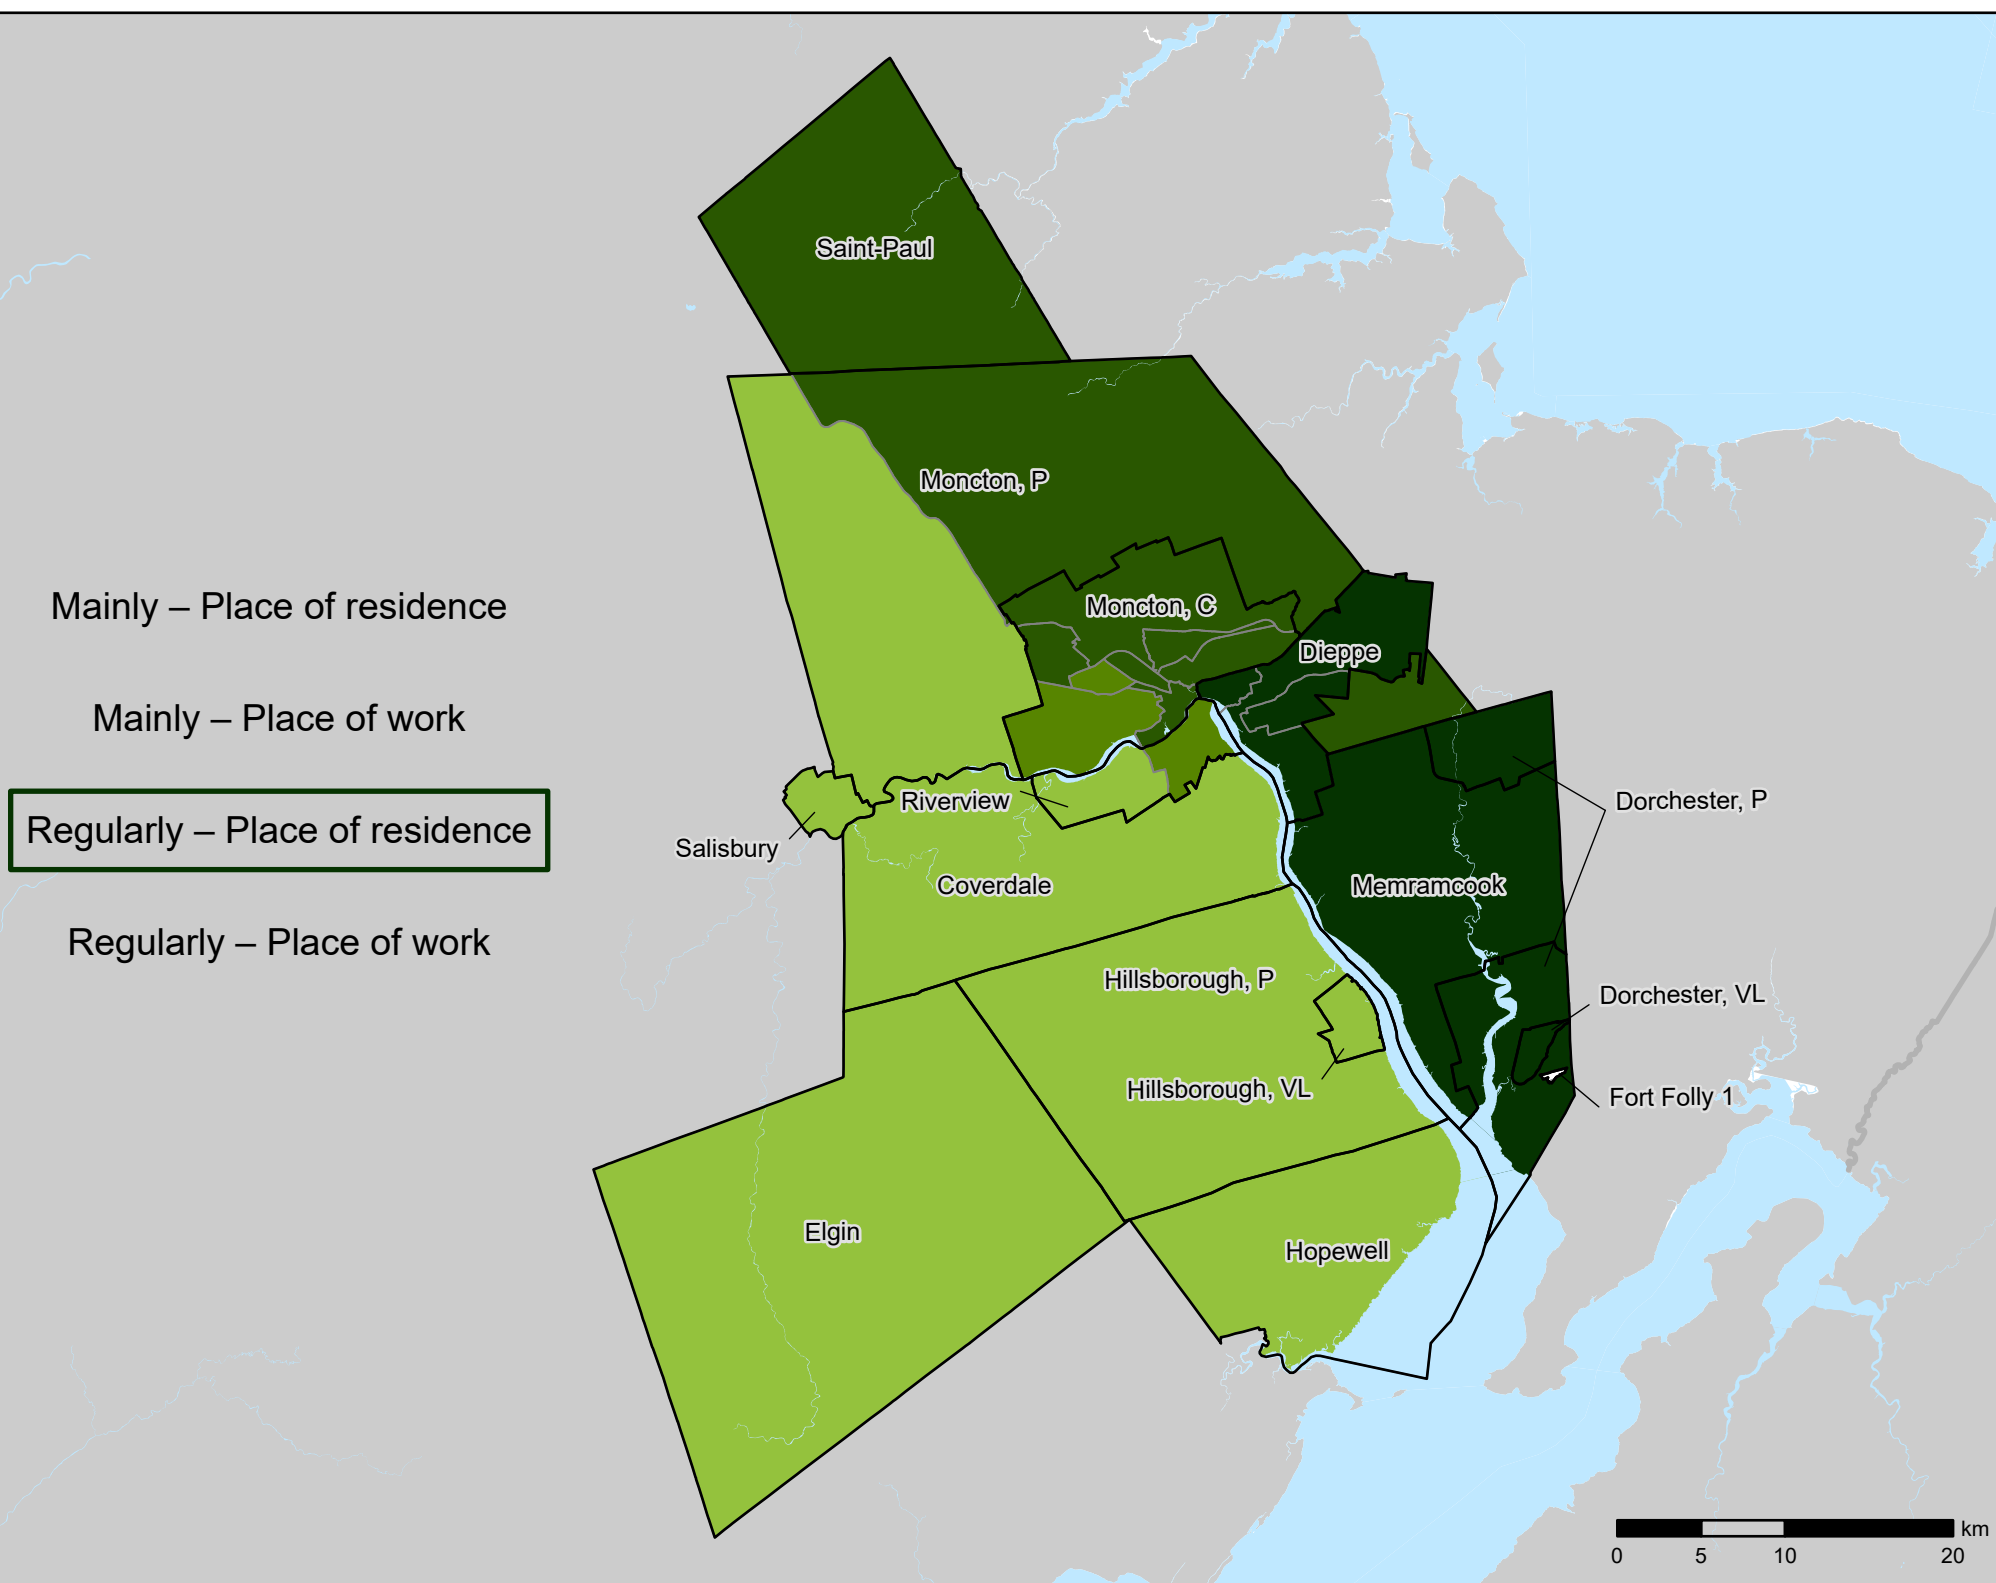 Saint-Paul
Moncton, P
Moncton, C
Mainly – Place of residence
Dieppe
Mainly – Place of work
Riverview
Dorchester, P
Regularly – Place of residence
Salisbury
Coverdale
Memramcook
Regularly – Place of work
Hillsborough, P
Dorchester, VL
Hillsborough, VL
Fort Folly 1
Elgin
Hopewell
km
0 5 10 20